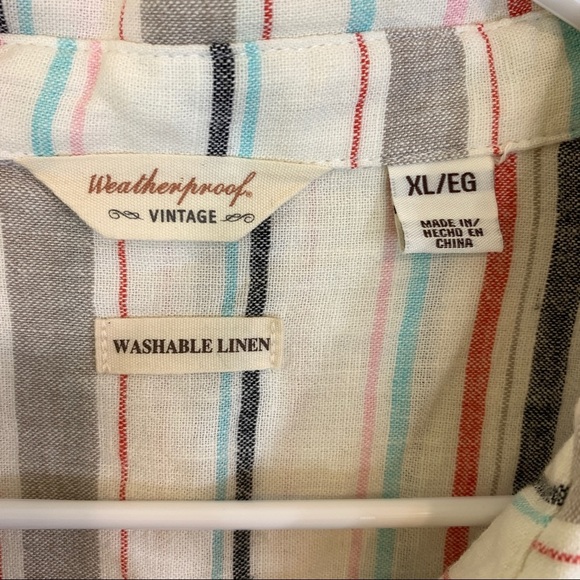 Weatherproof®
VINTAGE
XL/EG
MADE IN/
HECHO EN
CHINA
WASHABLE LINEN